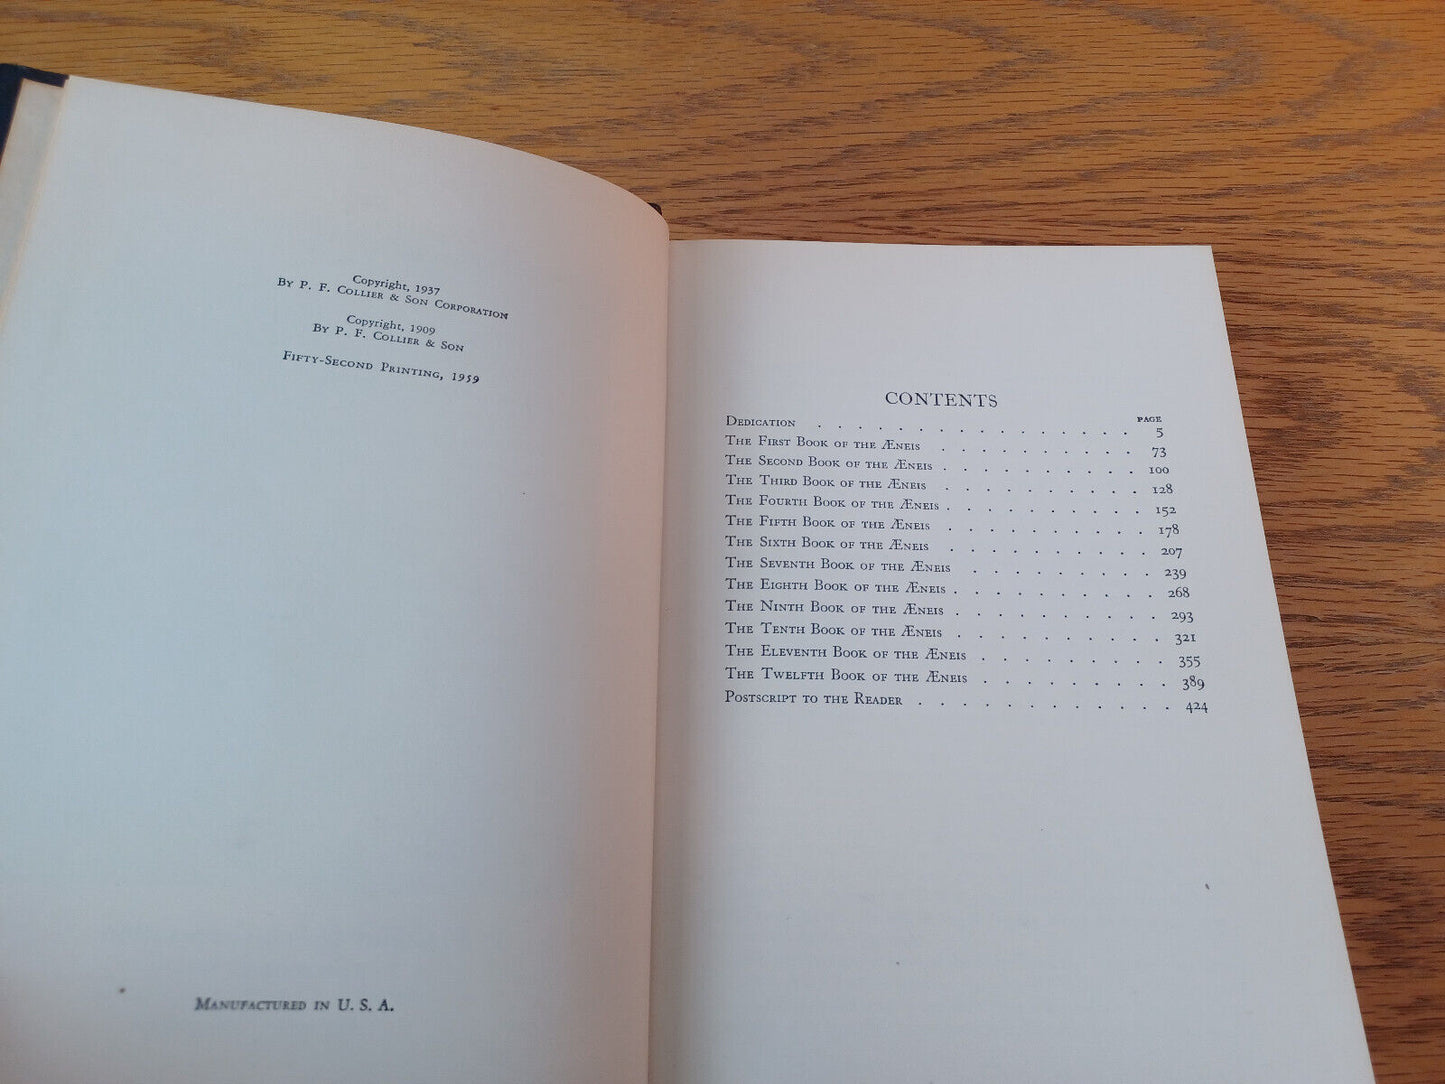 Copyright, 1937
By P. F. Collier & Son Corporation
Copyright, 1909
By P. F. Collier & Son
Fifty-Second Printing, 1959
Manufactured in U. S. A.
CONTENTS
PAGE
Dedication . . . . . . . . . . . . . . . . 5
The First Book of the Æneis . . . . . . . . . . 73
The Second Book of the Æneis . . . . . . . . . . 100
The Third Book of the Æneis . . . . . . . . . . 128
The Fourth Book of the Æneis . . . . . . . . . . 152
The Fifth Book of the Æneis . . . . . . . . . . 178
The Sixth Book of the Æneis . . . . . . . . . . 207
The Seventh Book of the Æneis . . . . . . . . . 239
The Eighth Book of the Æneis . . . . . . . . . . 268
The Ninth Book of the Æneis . . . . . . . . . . 293
The Tenth Book of the Æneis . . . . . . . . . . 321
The Eleventh Book of the Æneis . . . . . . . . . 355
The Twelfth Book of the Æneis . . . . . . . . . 389
Postscript to the Reader . . . . . . . . . . . . 424